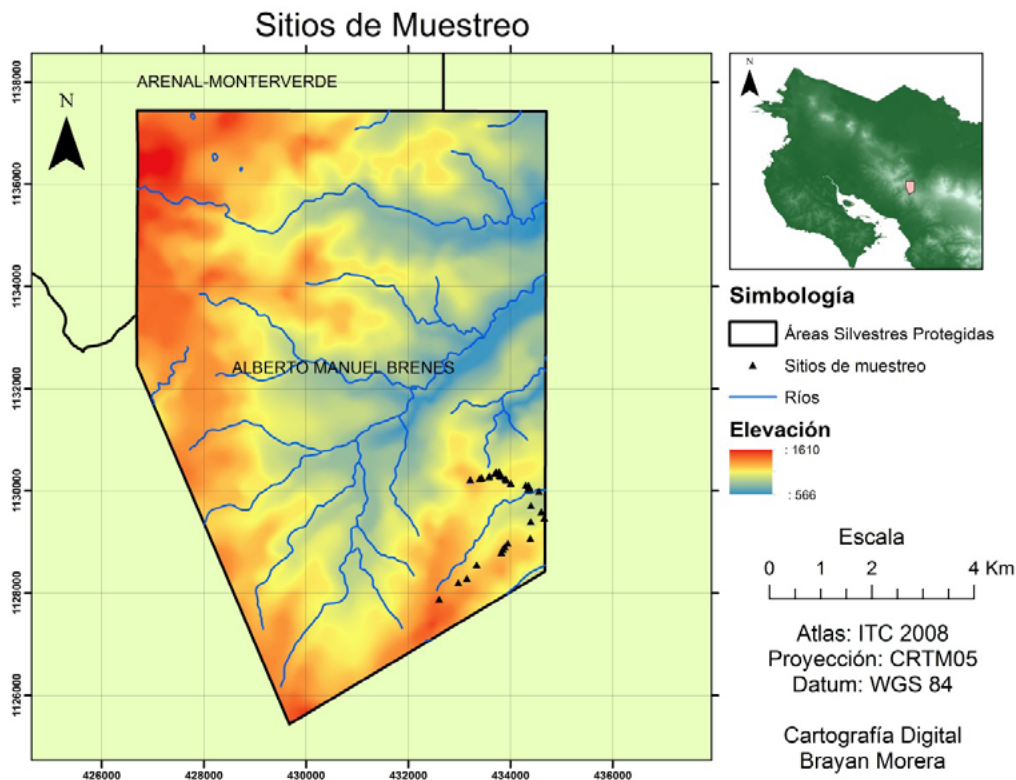 Sitios de Muestreo
ARENAL-MONTERVERDE
N
ALBERTO MANUEL BRENES
1138000
1136000
1134000
1132000
1130000
1128000
1126000
426000 428000 430000 432000 434000 436000
N
Simbología
Áreas Silvestres Protegidas
Sitios de muestreo
Ríos
Elevación
: 1610
: 566
Escala
0 1 2 4 Km
Atlas: ITC 2008
Proyección: CRTM05
Datum: WGS 84
Cartografía Digital
Brayan Morera